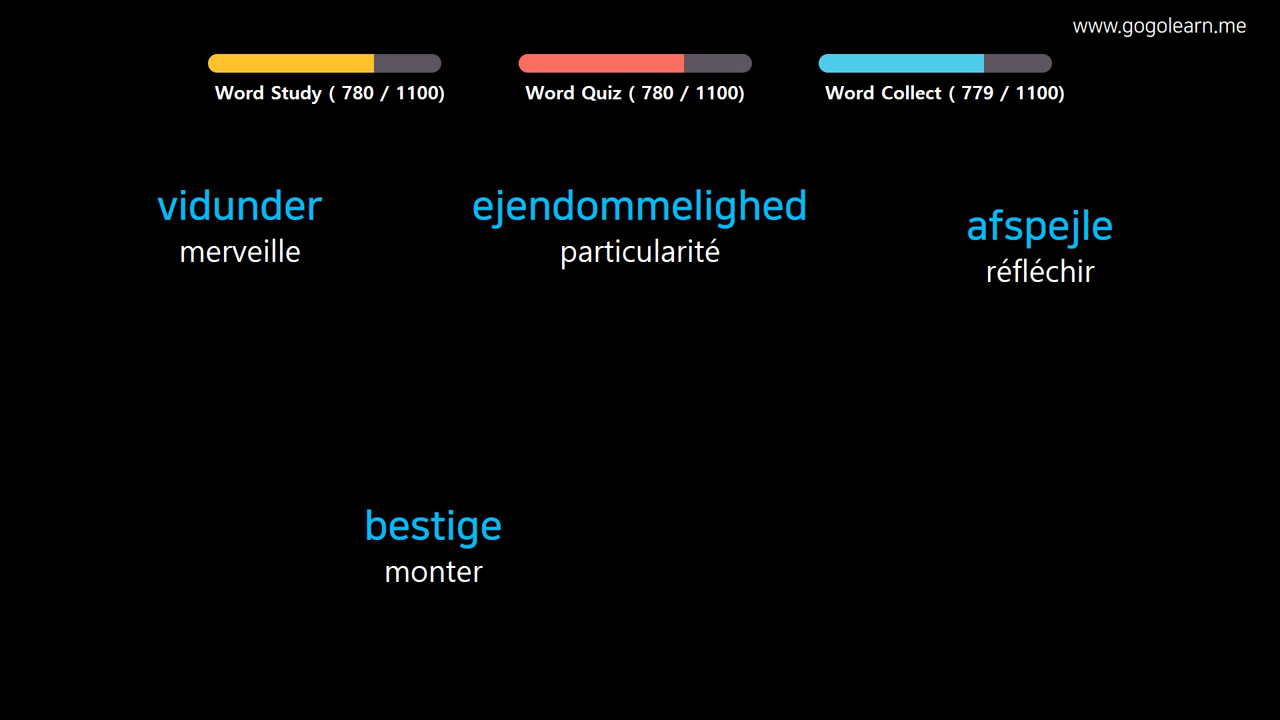 www.gogolearn.me
Word Study ( 780 / 1100)
Word Quiz ( 780 / 1100)
Word Collect ( 779 / 1100)
vidunder
merveille
ejendommelighed
particularité
afspejle
réfléchir
bestige
monter